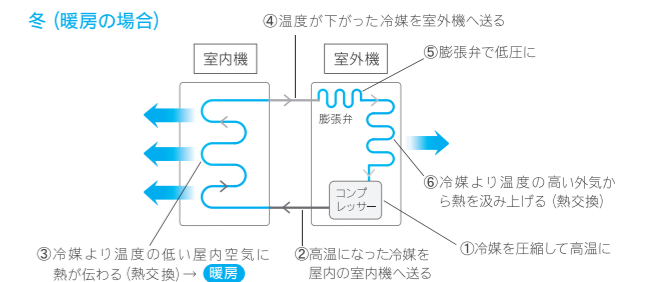 冬（暖房の場合）
④温度が下がった冷媒を室外機へ送る
室内機
室外機
⑤膨張弁で低圧に
膨張弁
⑥冷媒より温度の高い外気か
ら熱を汲み上げる（熱交換）
コンプ
レッサー
①冷媒を圧縮して高温に
②高温になった冷媒を
屋内の室内機へ送る
③冷媒より温度の低い屋内空気に
熱が伝わる（熱交換）→ 暖房